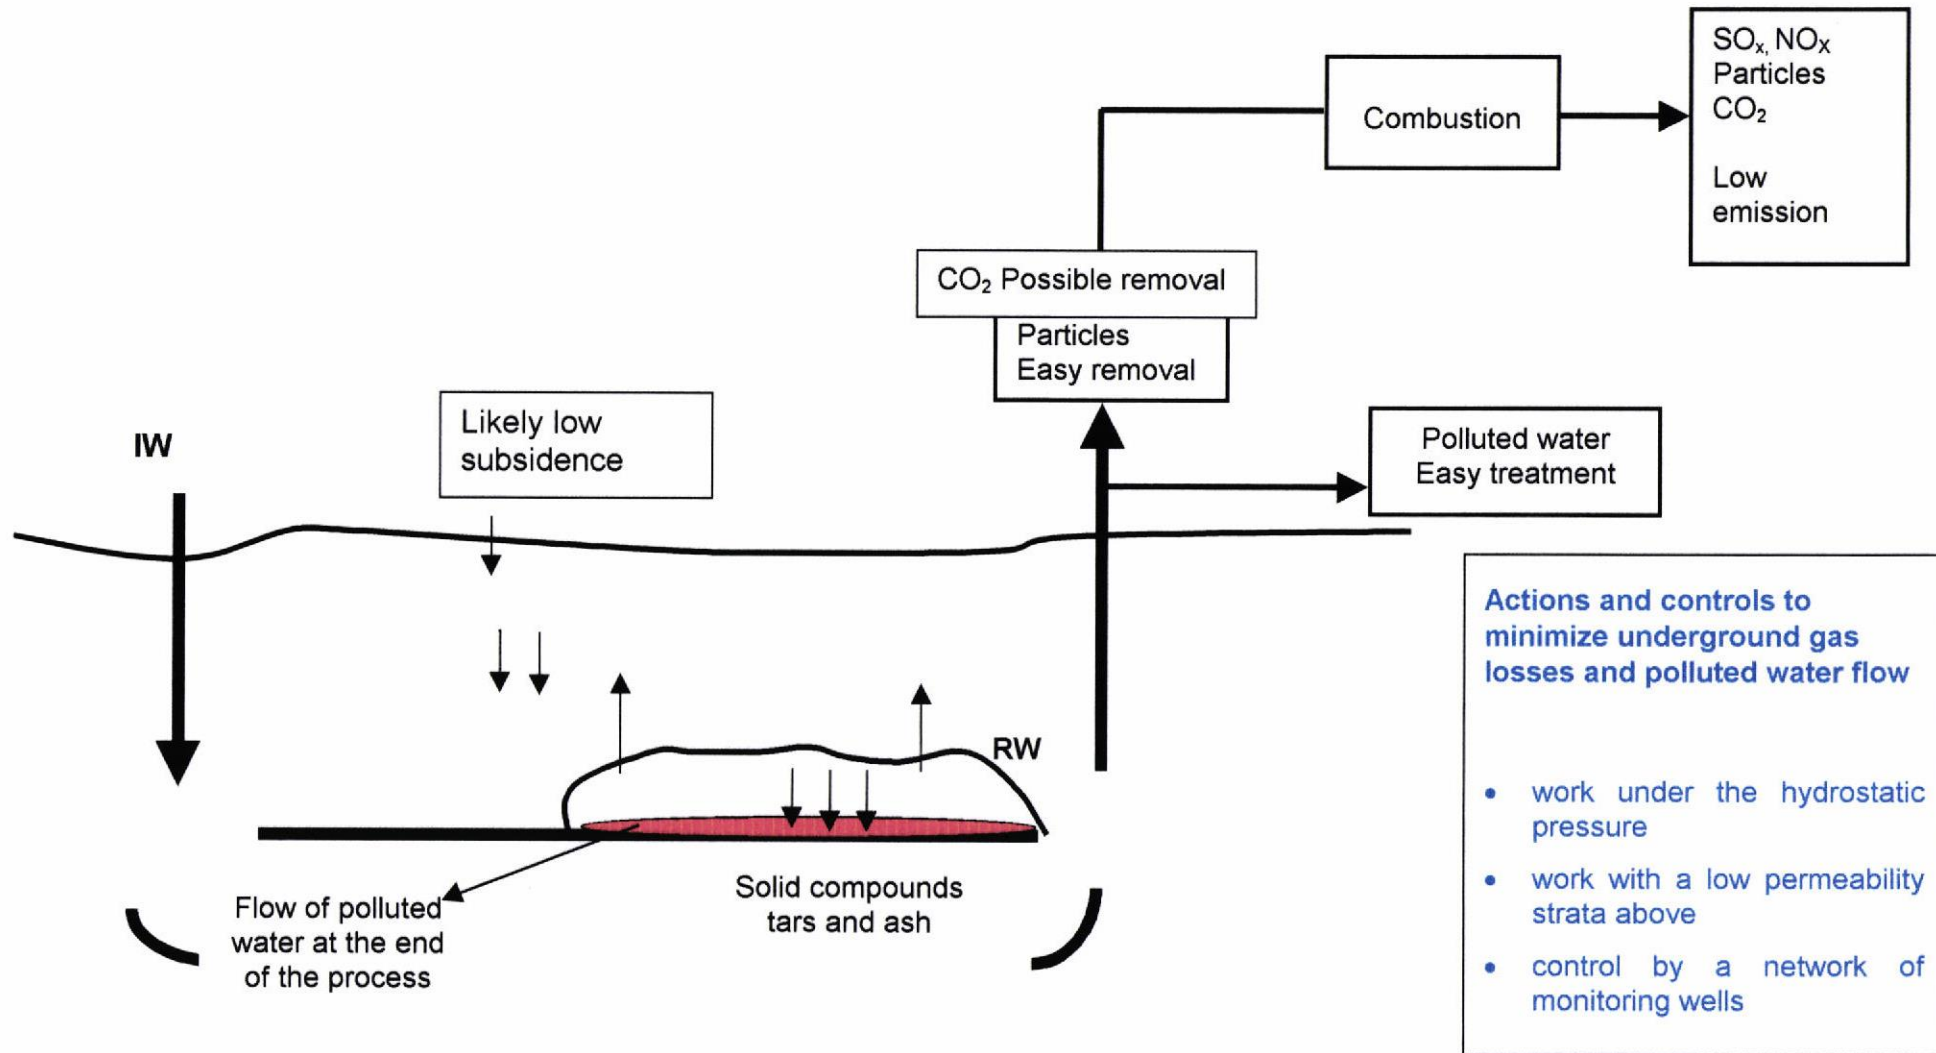 SOₓ, NOX
Particles
CO₂
Low
emission
Combustion
CO₂ Possible removal
Particles
Easy removal
Likely low
subsidence
IW
Polluted water
Easy treatment
RW
Flow of polluted
water at the end
of the process
Solid compounds
tars and ash
Actions and controls to
minimize underground gas
losses and polluted water flow
• work under the hydrostatic
pressure
• work with a low permeability
strata above
• control by a network of
monitoring wells